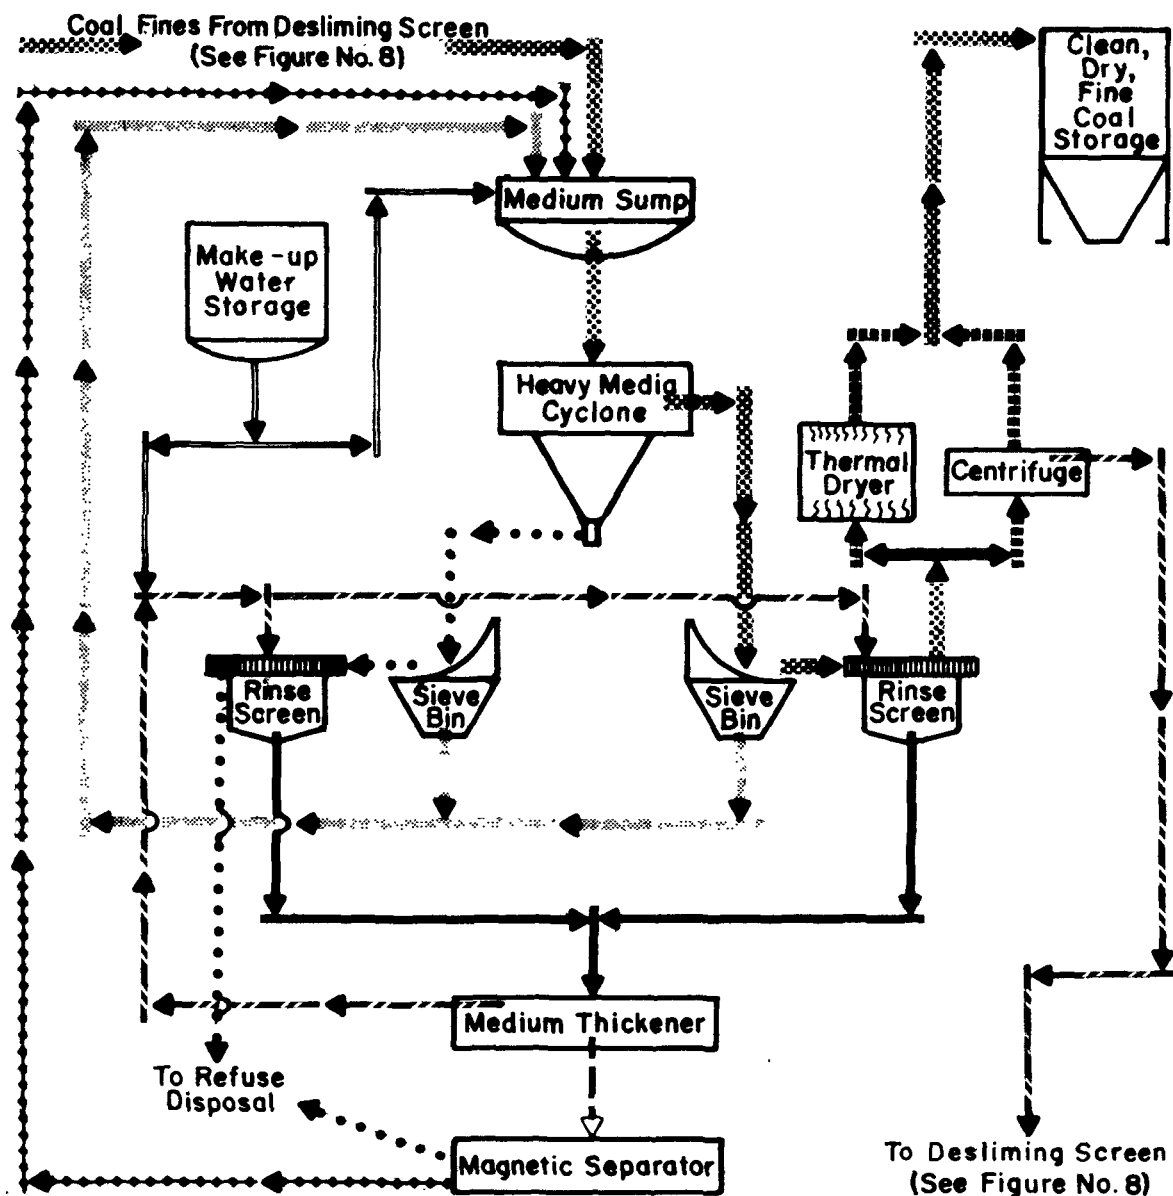 Coal Fines From Desliming Screen
(See Figure No. 8)
Clean,
Dry,
Fine
Coal
Storage
Medium Sump
Make-up
Water
Storage
Heavy Media
Cyclone
Thermal
Dryer
Centrifuge
Rinse
Screen
Sieve
Bin
Sieve
Bin
Rinse
Screen
Medium Thickener
To Refuse
Disposal
Magnetic Separator
To Desliming Screen
(See Figure No. 8)